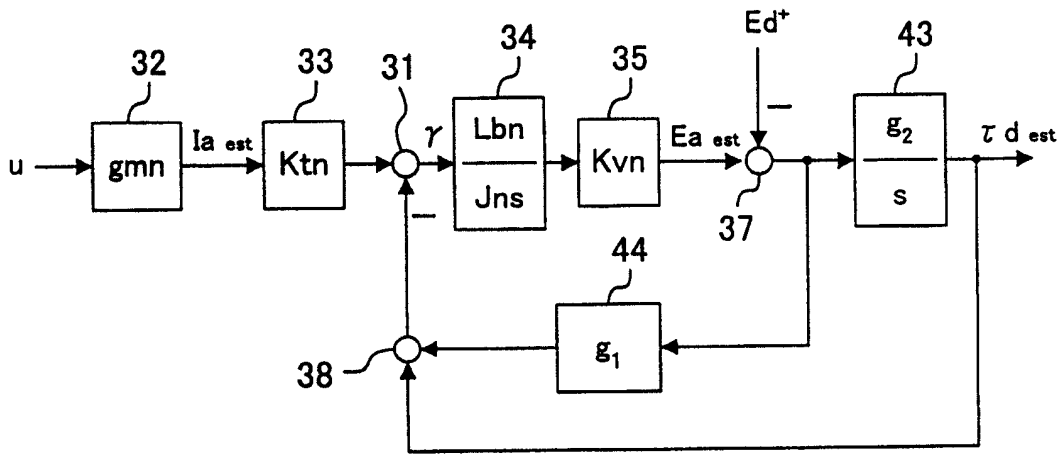 Ed+
32
33
31
34
35
43
u
gmn
Ia est
Ktn
γ
Lbn
Jns
Kvn
Ea est
−
37
g2
s
τ d est
−
44
g1
38